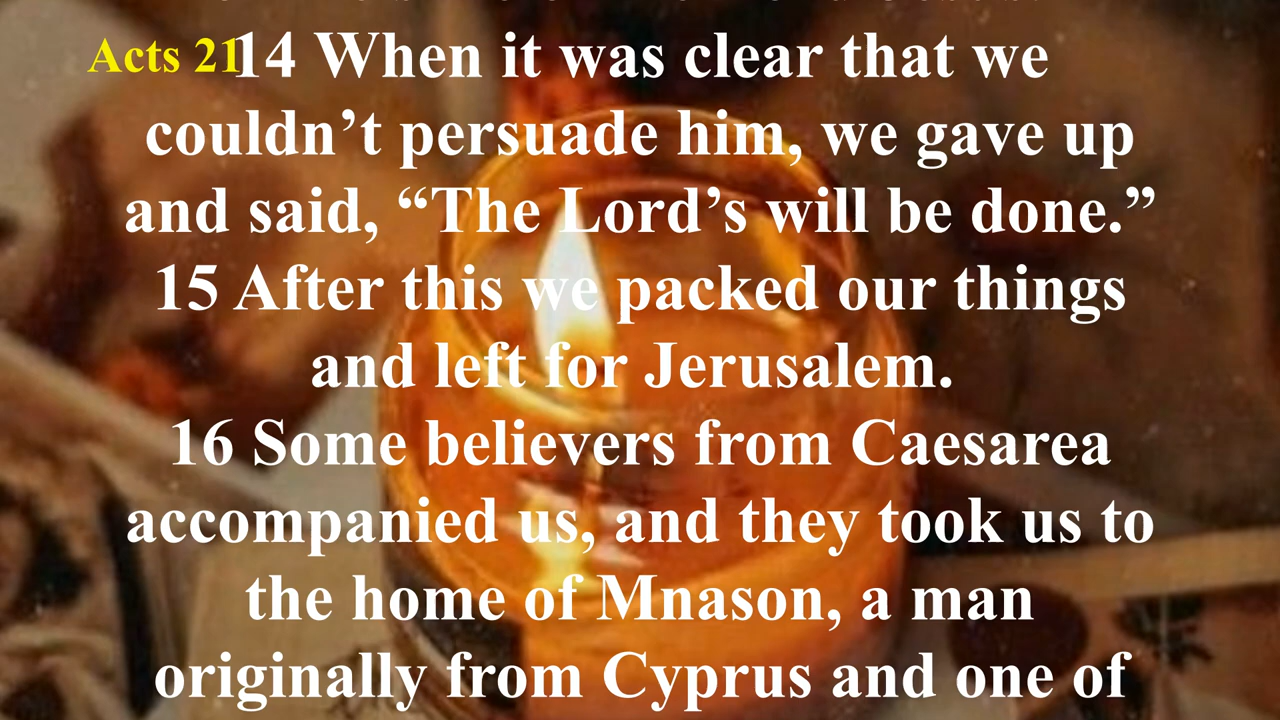 Acts 21
14 When it was clear that we
couldn’t persuade him, we gave up
and said, “The Lord’s will be done.”
15 After this we packed our things
and left for Jerusalem.
16 Some believers from Caesarea
accompanied us, and they took us to
the home of Mnason, a man
originally from Cyprus and one of